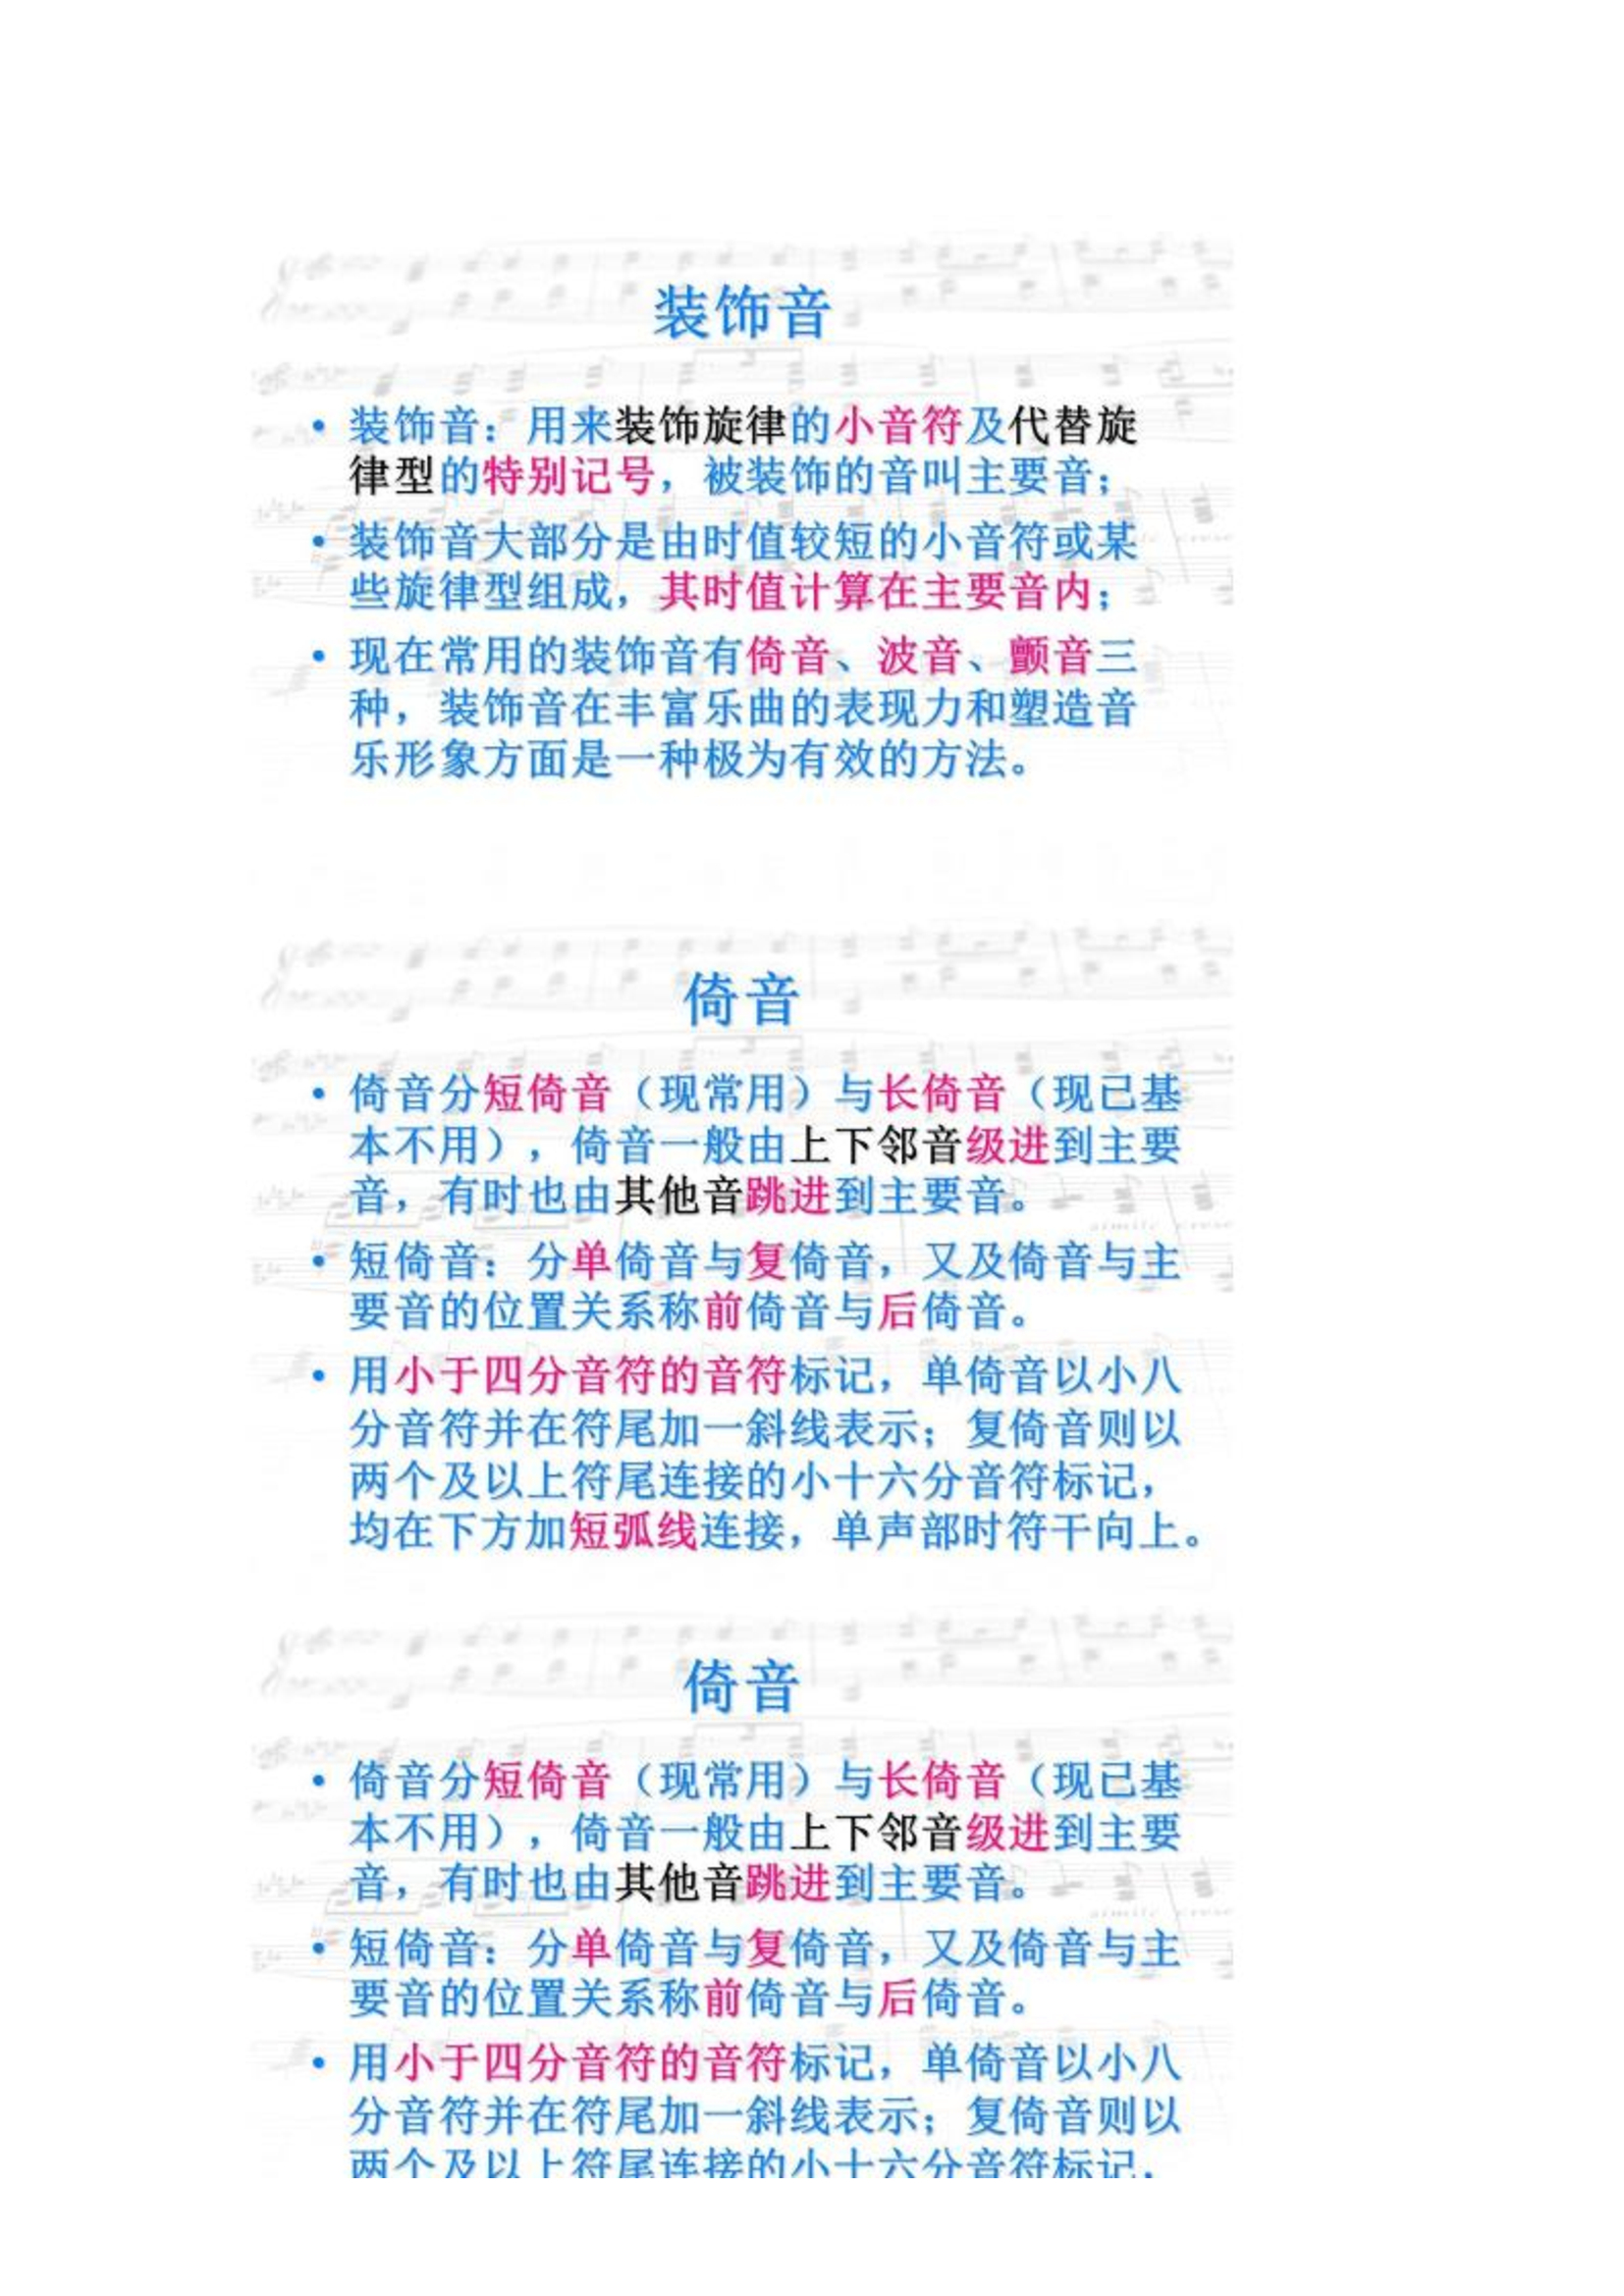 装饰音
• 装饰音：用来装饰旋律的小音符及代替旋
律型的特别记号，被装饰的音叫主要音；
• 装饰音大部分是由时值较短的小音符或某
些旋律型组成，其时值计算在主要音内；
• 现在常用的装饰音有倚音、波音、颤音三
种，装饰音在丰富乐曲的表现力和塑造音
乐形象方面是一种极为有效的方法。
倚音
• 倚音分短倚音（现常用）与长倚音（现已基
本不用），倚音一般由上下邻音级进到主要
音，有时也由其他音跳进到主要音。
• 短倚音：分单倚音与复倚音，又及倚音与主
要音的位置关系称前倚音与后倚音。
• 用小于四分音符的音符标记，单倚音以小八
分音符并在符尾加一斜线表示；复倚音则以
两个及以上符尾连接的小十六分音符标记，
均在下方加短弧线连接，单声部时符干向上。
倚音
• 倚音分短倚音（现常用）与长倚音（现已基
本不用），倚音一般由上下邻音级进到主要
音，有时也由其他音跳进到主要音。
• 短倚音：分单倚音与复倚音，又及倚音与主
要音的位置关系称前倚音与后倚音。
• 用小于四分音符的音符标记，单倚音以小八
分音符并在符尾加一斜线表示；复倚音则以
两个及以上符尾连接的小十六分音符标记，